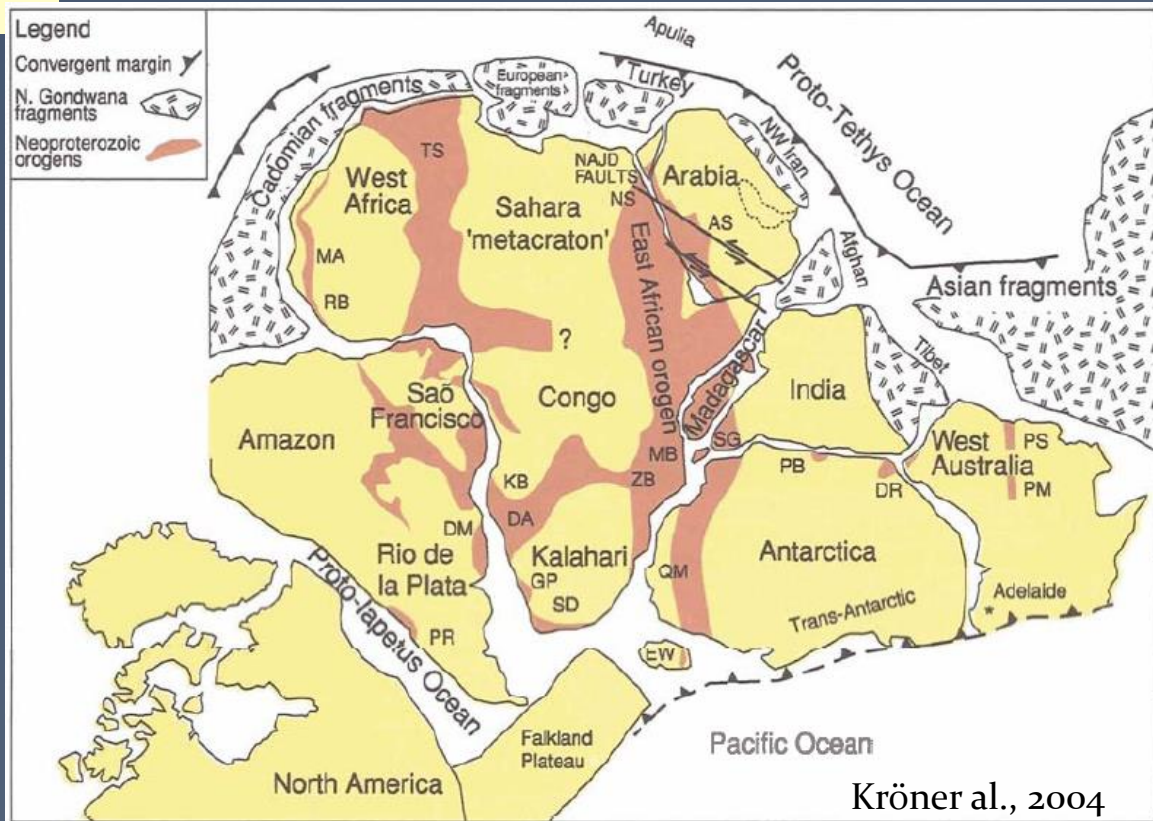 Legend
Convergent margin
N. Gondwana
fragments
Neoproterozoic
orogens
Cadomian fragments
European
fragments
Apulia
Turkey
Proto-Tethys Ocean
NW Iran
TS
West
Africa
NAJD
FAULTS
NS
Arabia
Sahara
'metacraton'
AS
East African orogen
Afghan
MA
RB
Asian fragments
?
Madagascar
Tibet
India
Saõ
Francisco
Congo
Amazon
West
Australia
PS
PM
SG
MB
PB
KB
ZB
DR
DA
DM
Kalahari
Antarctica
Rio de
la Plata
GP
SD
QM
Adelaide
*
Trans-Antarctic
Proto-Iapetus Ocean
PR
EW
Falkland
Plateau
Pacific Ocean
North America
Kröner al., 2004